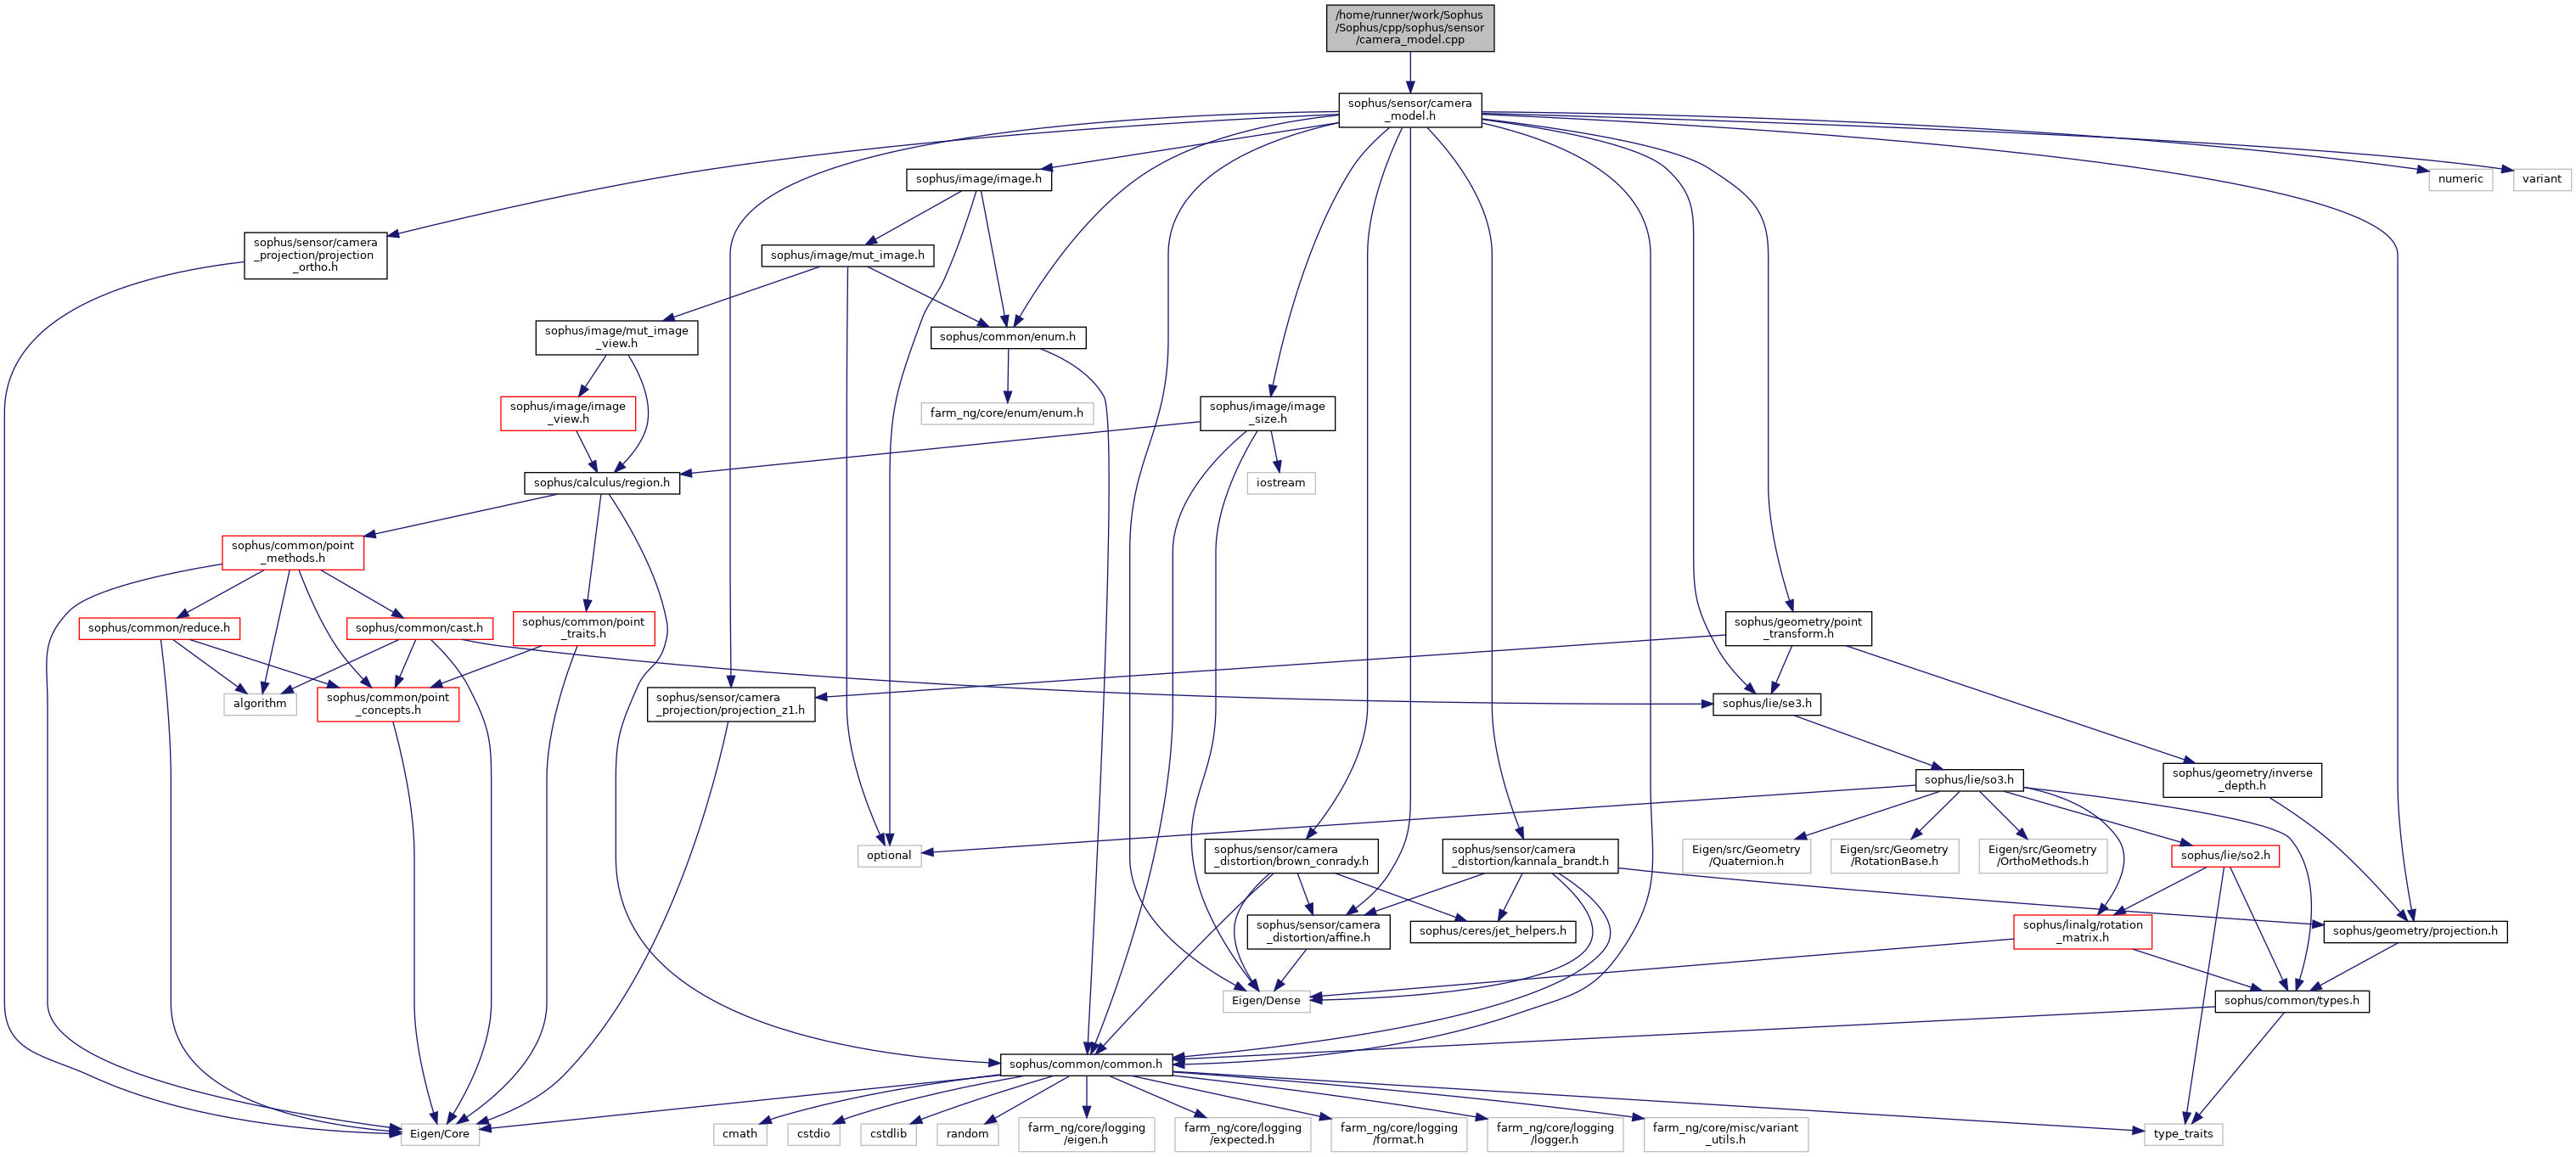 /home/runner/work/Sophus
/Sophus/cpp/sophus/sensor
/camera_model.cpp
sophus/sensor/camera
_model.h
sophus/image/image.h
numeric
variant
sophus/sensor/camera
_projection/projection
_ortho.h
sophus/image/mut_image.h
sophus/image/mut_image
_view.h
sophus/common/enum.h
sophus/image/image
_view.h
farm_ng/core/enum/enum.h
sophus/image/image
_size.h
sophus/calculus/region.h
iostream
sophus/common/point
_methods.h
sophus/common/reduce.h
sophus/common/cast.h
sophus/common/point
_traits.h
sophus/geometry/point
_transform.h
algorithm
sophus/common/point
_concepts.h
sophus/sensor/camera
_projection/projection_z1.h
sophus/lie/se3.h
sophus/lie/so3.h
sophus/geometry/inverse
_depth.h
optional
sophus/sensor/camera
_distortion/brown_conrady.h
sophus/sensor/camera
_distortion/kannala_brandt.h
Eigen/src/Geometry
/Quaternion.h
Eigen/src/Geometry
/RotationBase.h
Eigen/src/Geometry
/OrthoMethods.h
sophus/lie/so2.h
sophus/sensor/camera
_distortion/affine.h
sophus/ceres/jet_helpers.h
sophus/linalg/rotation
_matrix.h
sophus/geometry/projection.h
Eigen/Dense
sophus/common/types.h
sophus/common/common.h
Eigen/Core
cmath
cstdio
cstdlib
random
farm_ng/core/logging
/eigen.h
farm_ng/core/logging
/expected.h
farm_ng/core/logging
/format.h
farm_ng/core/logging
/logger.h
farm_ng/core/misc/variant
_utils.h
type_traits